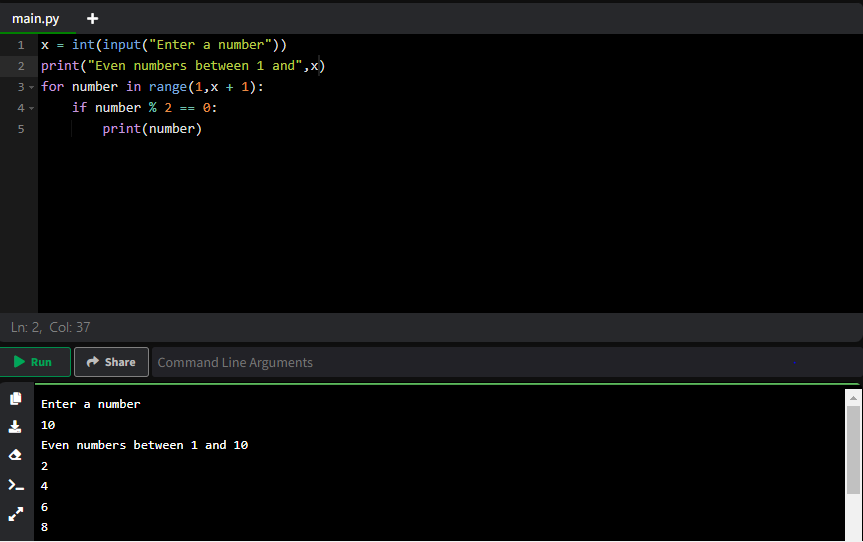 main.py +
1 x = int(input("Enter a number"))
2 print("Even numbers between 1 and",x)
3 for number in range(1,x + 1):
4     if number % 2 == 0:
5         print(number)
Ln: 2, Col: 37
Run Share Command Line Arguments
Enter a number
10
Even numbers between 1 and 10
2
4
6
8